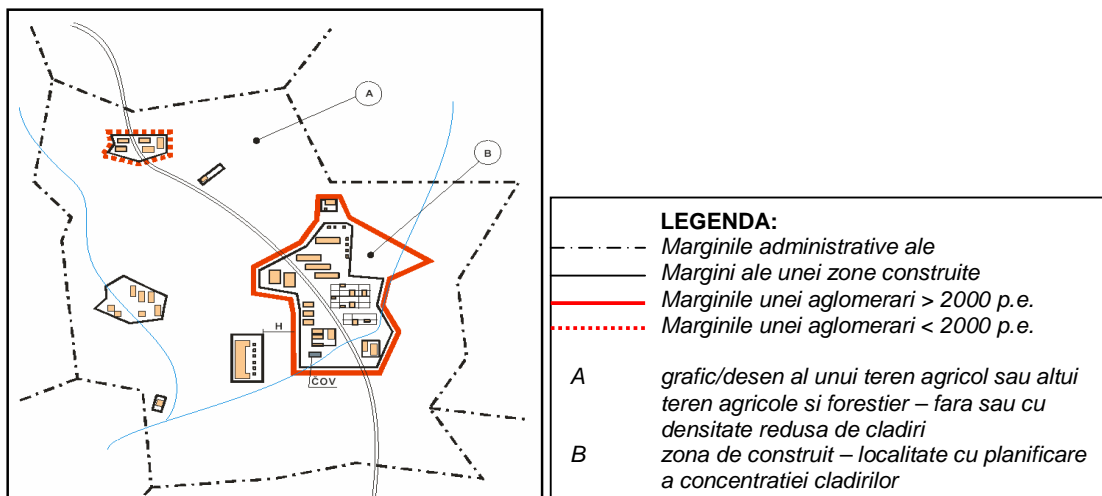 A
B
H
ČOV
LEGENDA:
Marginile administrative ale
Margini ale unei zone construite
Marginile unei aglomerari > 2000 p.e.
Marginile unei aglomerari < 2000 p.e.
A grafic/desen al unui teren agricol sau altui
teren agricole si forestier – fara sau cu
densitate redusa de cladiri
B zona de construit – localitate cu planificare
a concentratiei cladirilor